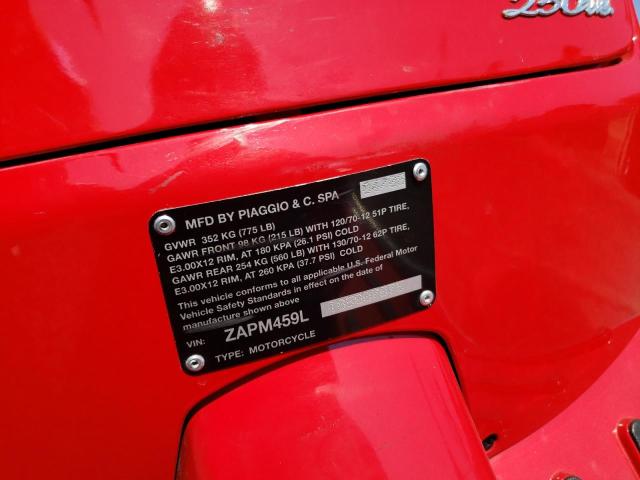 250ie.
MFD BY PIAGGIO & C. SPA
GVWR 352 KG (775 LB)
GAWR FRONT 98 KG (215 LB) WITH 120/70-12 51P TIRE,
E3.00X12 RIM, AT 180 KPA (26.1 PSI) COLD
GAWR REAR 254 KG (560 LB) WITH 130/70-12 62P TIRE,
E3.00X12 RIM, AT 260 KPA (37.7 PSI) COLD
This vehicle conforms to all applicable U.S. Federal Motor
Vehicle Safety Standards in effect on the date of
manufacture shown above
VIN: ZAPM459L
TYPE: MOTORCYCLE